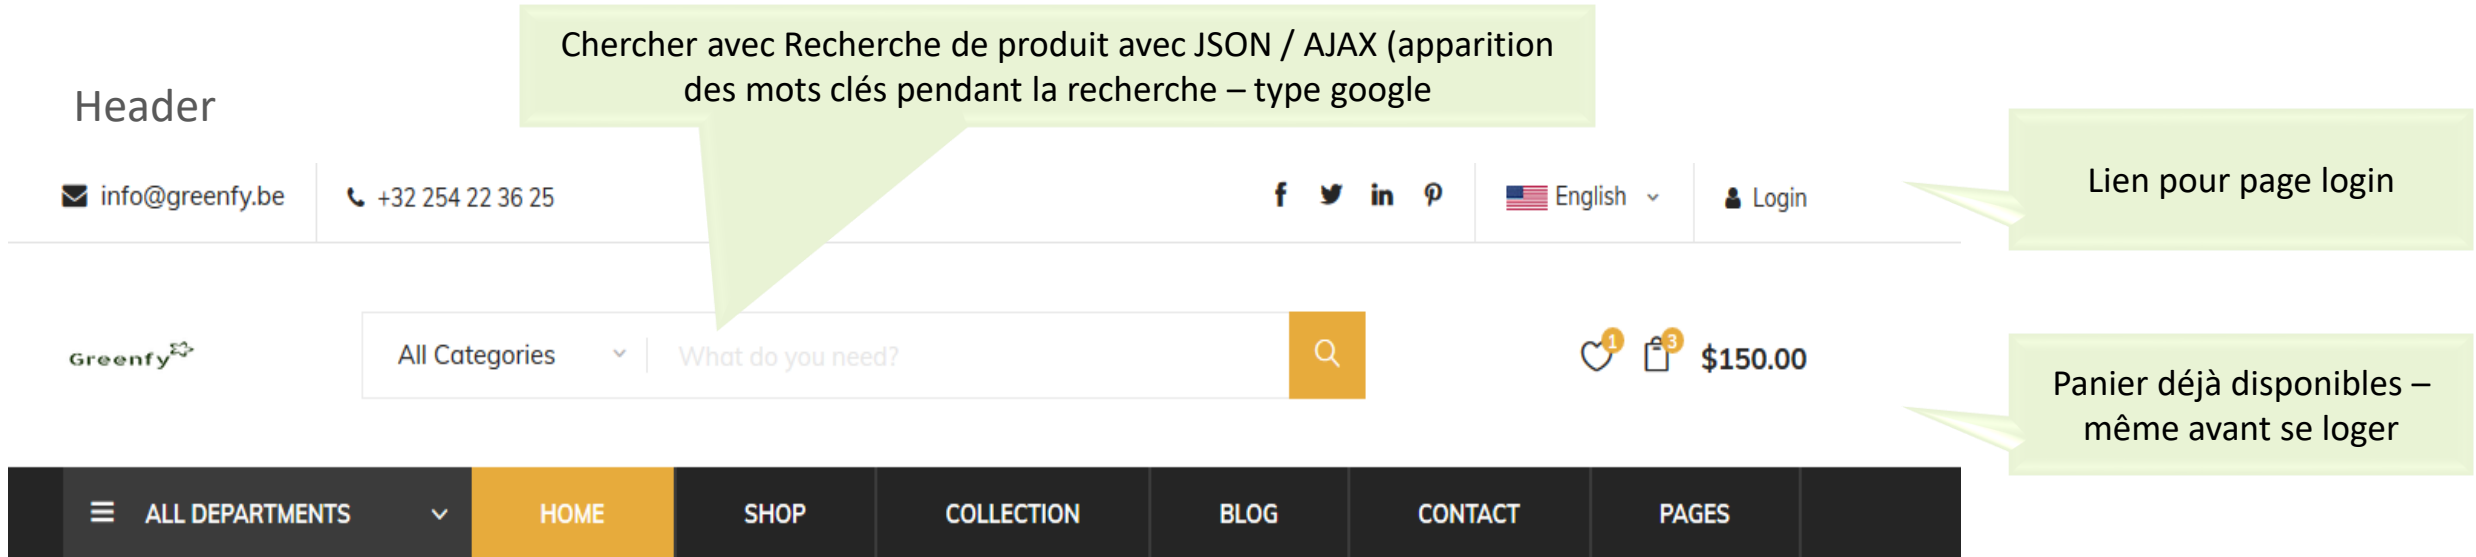 Chercher avec Recherche de produit avec JSON / AJAX (apparition
des mots clés pendant la recherche – type google
Header
info@greenfy.be
+32 254 22 36 25
f
in
English
Login
Lien pour page login
Greenfy
All Categories
What do you need?
1
3
$150.00
Panier déjà disponibles –
même avant se loger
ALL DEPARTMENTS
HOME
SHOP
COLLECTION
BLOG
CONTACT
PAGES